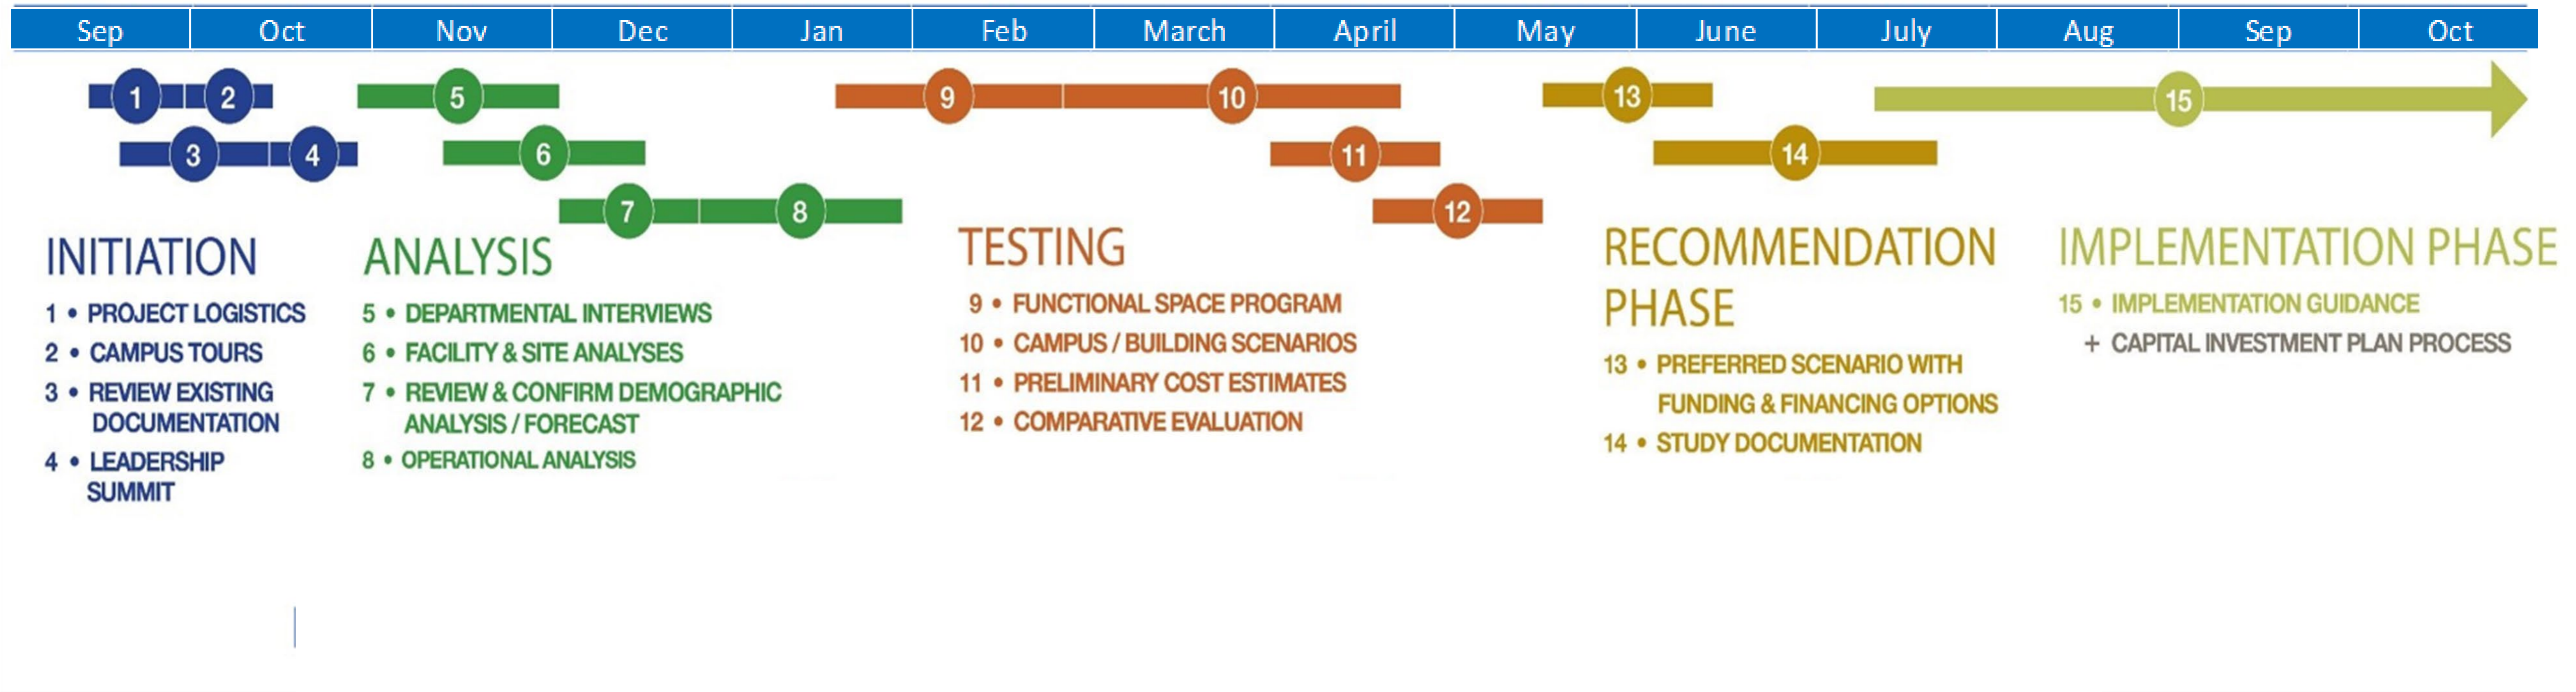 Sep Oct Nov Dec Jan Feb March April May June July Aug Sep Oct
1 2 5 9 10 13 15
3 4 6 11 14
7 8 12
INITIATION
1 • PROJECT LOGISTICS
2 • CAMPUS TOURS
3 • REVIEW EXISTING
DOCUMENTATION
4 • LEADERSHIP
SUMMIT
ANALYSIS
5 • DEPARTMENTAL INTERVIEWS
6 • FACILITY & SITE ANALYSES
7 • REVIEW & CONFIRM DEMOGRAPHIC
ANALYSIS / FORECAST
8 • OPERATIONAL ANALYSIS
TESTING
9 • FUNCTIONAL SPACE PROGRAM
10 • CAMPUS / BUILDING SCENARIOS
11 • PRELIMINARY COST ESTIMATES
12 • COMPARATIVE EVALUATION
RECOMMENDATION
PHASE
13 • PREFERRED SCENARIO WITH
FUNDING & FINANCING OPTIONS
14 • STUDY DOCUMENTATION
IMPLEMENTATION PHASE
15 • IMPLEMENTATION GUIDANCE
+ CAPITAL INVESTMENT PLAN PROCESS